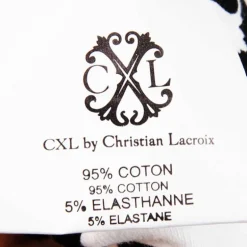 CXL
CXL by Christian Lacroix
95% COTON
95% COTTON
5% ELASTHANNE
5% ELASTANE